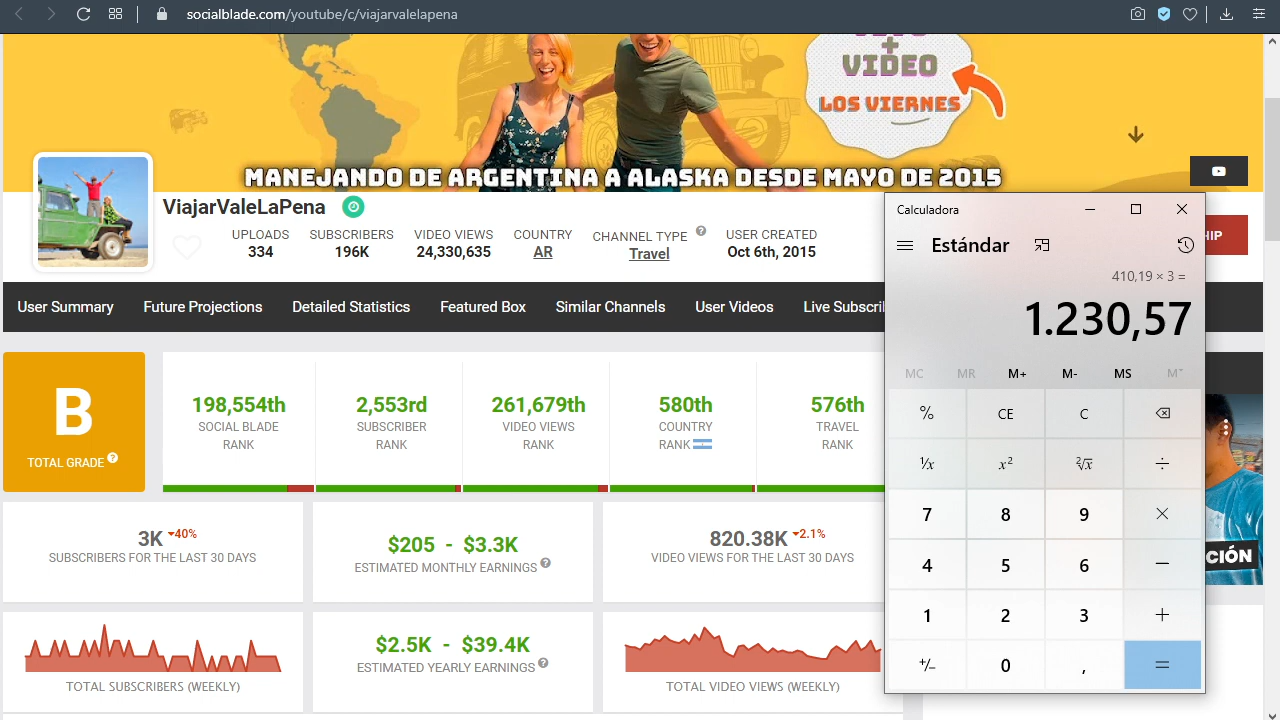 socialblade.com/youtube/c/viajarvalelapena
+
VIDEO
LOS VIERNES
MANEJANDO DE ARGENTINA A ALASKA DESDE MAYO DE 2015
ViajarValeLaPena
UPLOADS
334
SUBSCRIBERS
196K
VIDEO VIEWS
24,330,635
COUNTRY
AR
CHANNEL TYPE ?
Travel
USER CREATED
Oct 6th, 2015
HIP
User Summary
Future Projections
Detailed Statistics
Featured Box
Similar Channels
User Videos
Live Subscri
B
TOTAL GRADE ?
198,554th
SOCIAL BLADE
RANK
2,553rd
SUBSCRIBER
RANK
261,679th
VIDEO VIEWS
RANK
580th
COUNTRY
RANK
576th
TRAVEL
RANK
3K 40%
SUBSCRIBERS FOR THE LAST 30 DAYS
$205 - $3.3K
ESTIMATED MONTHLY EARNINGS ?
820.38K 2.1%
VIDEO VIEWS FOR THE LAST 30 DAYS
TOTAL SUBSCRIBERS (WEEKLY)
$2.5K - $39.4K
ESTIMATED YEARLY EARNINGS ?
TOTAL VIDEO VIEWS (WEEKLY)
CIÓN
Calculadora
Estándar
410,19 × 3 =
1.230,57
MC MR M+ M- MS M˅
% CE C
¹/x x² ²√x ÷
7 8 9 ×
4 5 6 −
1 2 3 +
+/− 0 , =